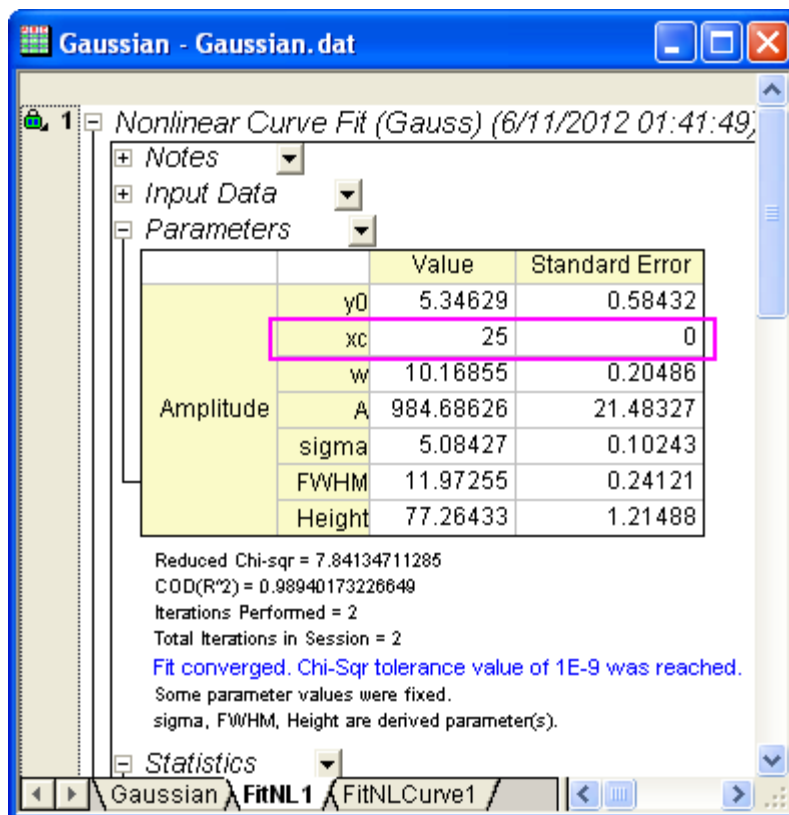 Gaussian - Gaussian.dat
1 Nonlinear Curve Fit (Gauss) (6/11/2012 01:41:49)
Notes
Input Data
Parameters
Value Standard Error
y0 5.34629 0.58432
xc 25 0
w 10.16855 0.20486
Amplitude A 984.68626 21.48327
sigma 5.08427 0.10243
FWHM 11.97255 0.24121
Height 77.26433 1.21488
Reduced Chi-sqr = 7.84134711285
COD(R^2) = 0.98940173226649
Iterations Performed = 2
Total Iterations in Session = 2
Fit converged. Chi-Sqr tolerance value of 1E-9 was reached.
Some parameter values were fixed.
sigma, FWHM, Height are derived parameter(s).
Statistics
Gaussian FitNL1 FitNLCurve1